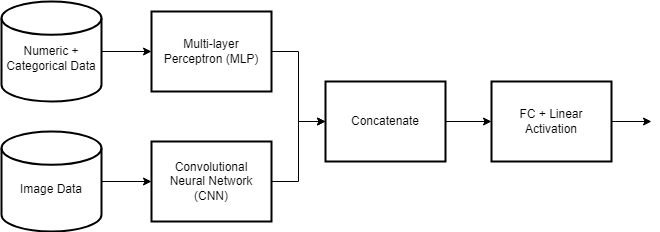 Numeric +
Categorical Data
Multi-layer
Perceptron (MLP)
Image Data
Convolutional
Neural Network
(CNN)
Concatenate
FC + Linear
Activation